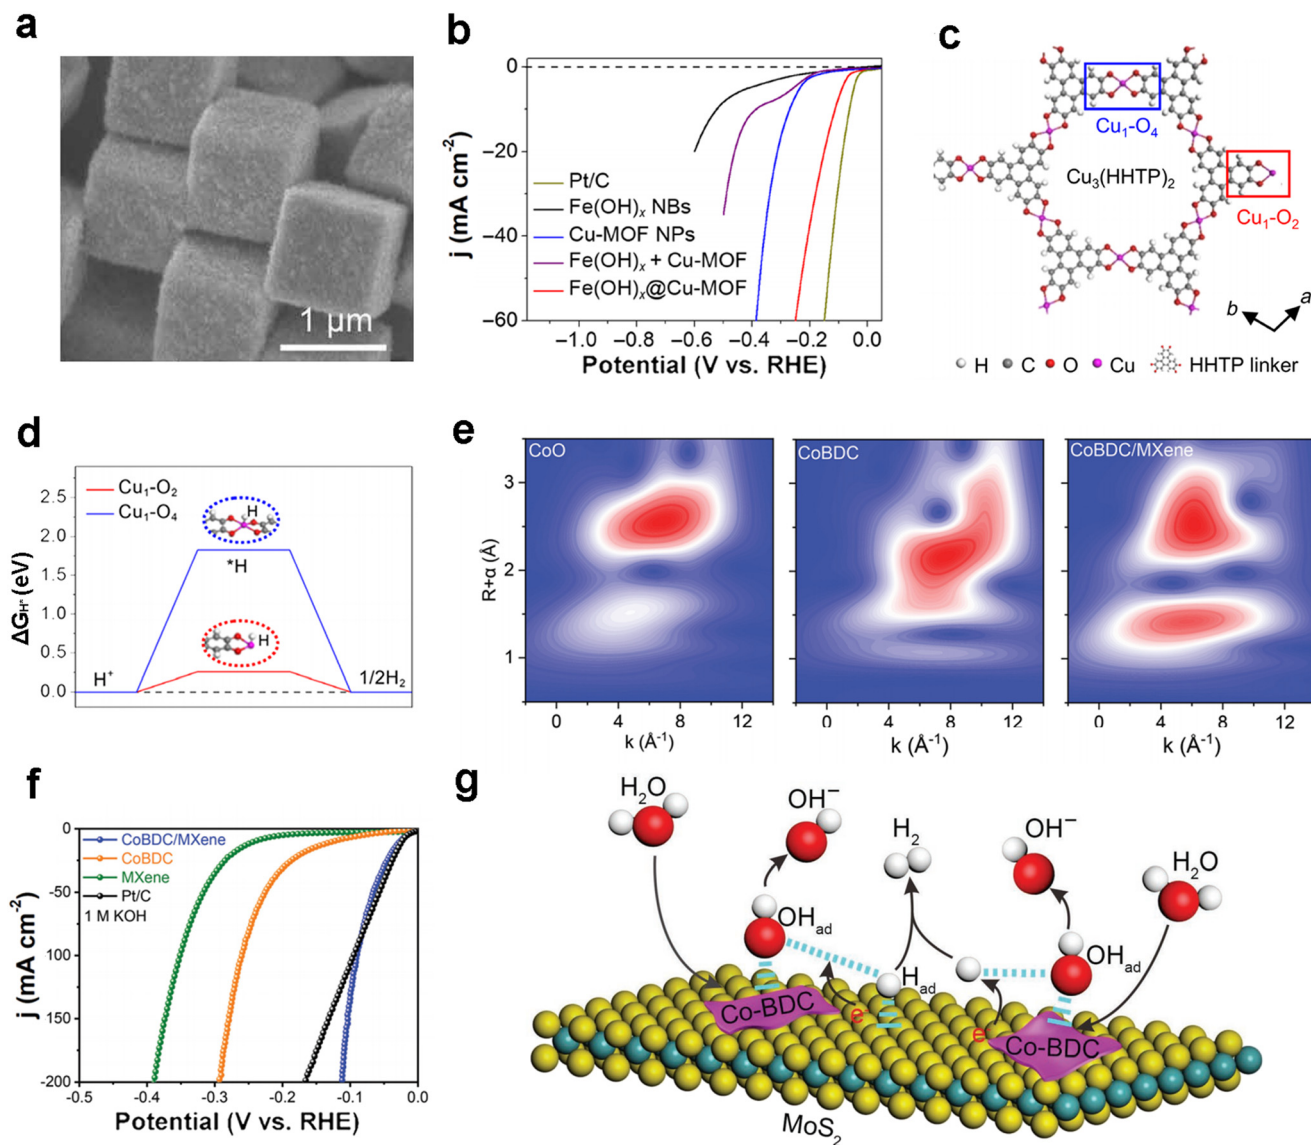 a
1 μm
b
j (mA cm⁻²)
0
−20
−40
−60
Pt/C
Fe(OH)ₓ NBs
Cu-MOF NPs
Fe(OH)ₓ + Cu-MOF
Fe(OH)ₓ@Cu-MOF
−1.0 −0.8 −0.6 −0.4 −0.2 0.0
Potential (V vs. RHE)
c
Cu₁-O₄
Cu₃(HHTP)₂
Cu₁-O₂
b a
H C O Cu HHTP linker
d
ΔG_H* (eV)
Cu₁-O₂
Cu₁-O₄
2.5
2.0
1.5
1.0
0.5
0.0
H
*H
H
H⁺
1/2H₂
e
CoO
CoBDC
CoBDC/MXene
R+α (Å)
3
2
1
0 4 8 12
0 4 8 12
0 4 8 12
k (Å⁻¹)
k (Å⁻¹)
k (Å⁻¹)
f
j (mA cm⁻²)
0
-50
-100
-150
-200
CoBDC/MXene
CoBDC
MXene
Pt/C
1 M KOH
-0.5 -0.4 -0.3 -0.2 -0.1 0.0
Potential (V vs. RHE)
g
H₂O
OH⁻
H₂
OH⁻
H₂O
OH_ad
H_ad
OH_ad
Co-BDC
e
e
Co-BDC
MoS₂